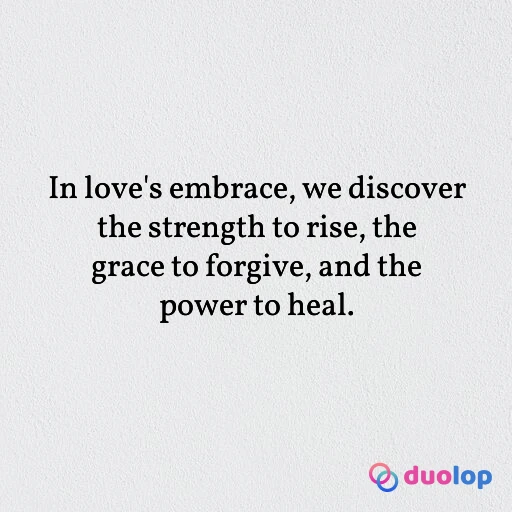 In love's embrace, we discover
the strength to rise, the
grace to forgive, and the
power to heal.
duolop